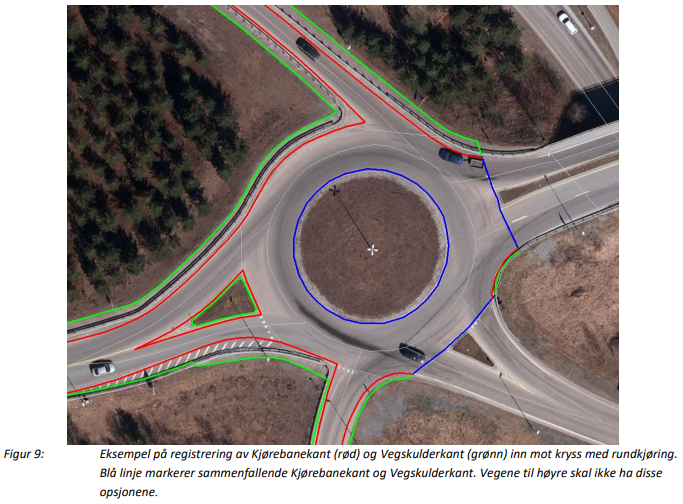 Figur 9: Eksempel på registrering av Kjørebanekant (rød) og Vegskulderkant (grønn) inn mot kryss med rundkjøring.
Blå linje markerer sammenfallende Kjørebanekant og Vegskulderkant. Vegene til høyre skal ikke ha disse
opsjonene.